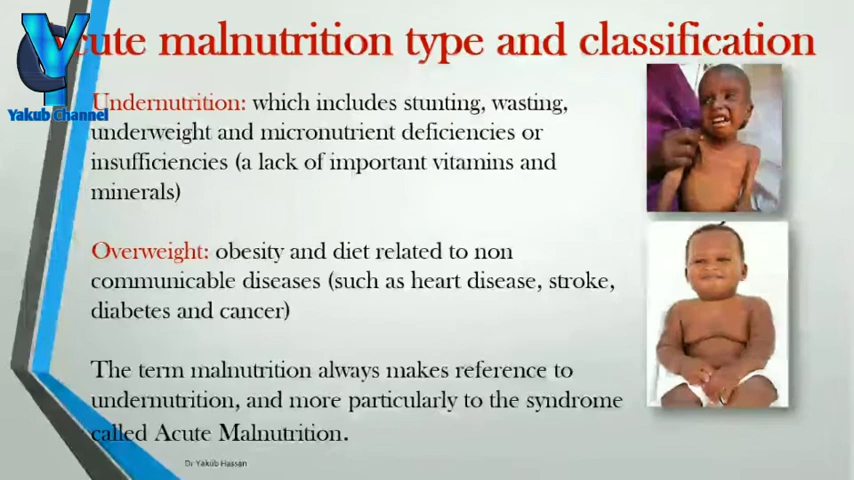 Acute malnutrition type and classification
Yakub Channel
Undernutrition: which includes stunting, wasting,
underweight and micronutrient deficiencies or
insufficiencies (a lack of important vitamins and
minerals)
Overweight: obesity and diet related to non
communicable diseases (such as heart disease, stroke,
diabetes and cancer)
The term malnutrition always makes reference to
undernutrition, and more particularly to the syndrome
called Acute Malnutrition.
Dr Yakub Hassan